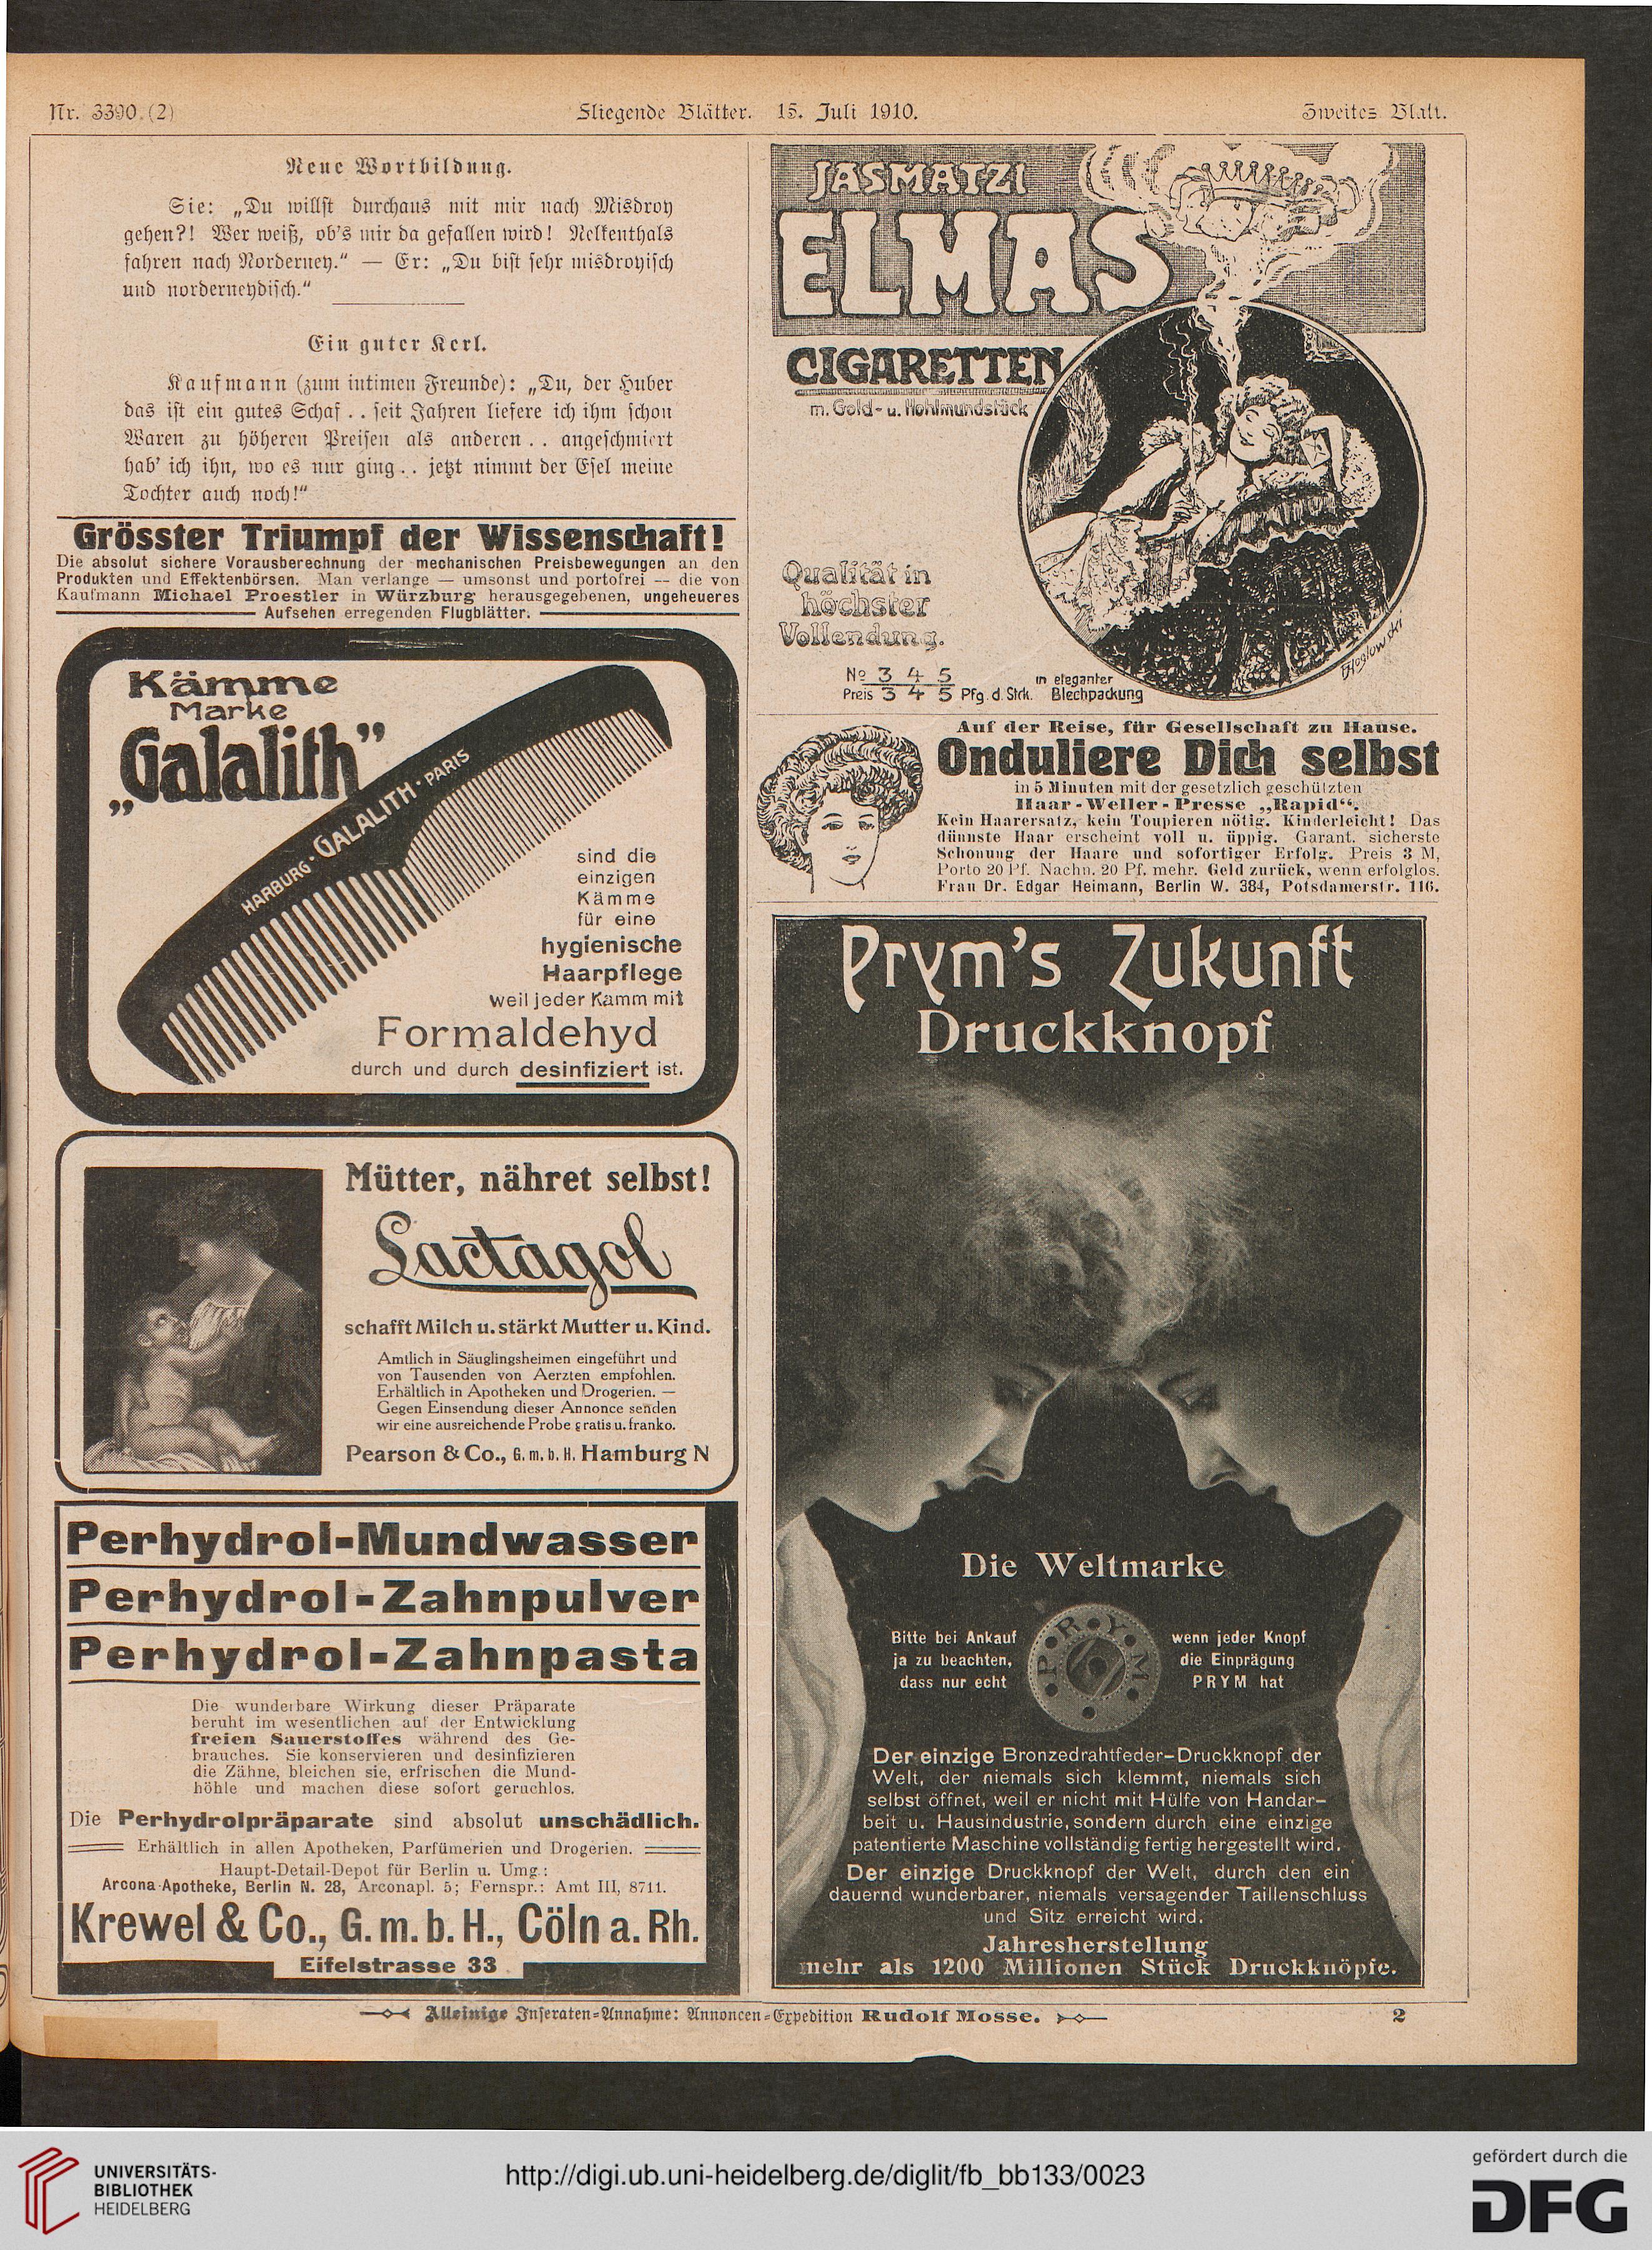 Nr. 3390 (2)
Fliegende Blätter. 15. Juli 1910.
Zweites Blatt.
Neue Wortbildung.
Sie: „Du willst durchaus mit mir nach Misdroy
gehen?! Wer weiß, ob's mir da gefallen wird! Nelkenthals
fahren nach Norderney.“ — Er: „Du bist sehr misdroyisch
und norderneydisch.“
Ein guter Kerl.
Kaufmann (zum intimen Freunde): „Du, der Huber
das ist ein gutes Schaf . . seit Jahren liefere ich ihm schon
Waren zu höheren Preisen als anderen . . angeschmiert
hab' ich ihn, wo es nur ging . . jetzt nimmt der Esel meine
Tochter auch noch!“
Grösster Triumpf der Wissenschaft!
Die absolut sichere Vorausberechnung der mechanischen Preisbewegungen an den
Produkten und Effektenbörsen. Man verlange — umsonst und portofrei — die von
Kaufmann Michael Proestler in Würzburg herausgegebenen, ungeheueres
Aufsehen erregenden Flugblätter.
Kämme
Marke
„Galalith”
HARBURG · GALALITH · PARIS
sind die
einzigen
Kämme
für eine
hygienische
Haarpflege
weil jeder Kamm mit
Formaldehyd
durch und durch desinfiziert ist.
Mütter, nähret selbst!
Lactagol
schafft Milch u. stärkt Mutter u. Kind.
Amtlich in Säuglingsheimen eingeführt und
von Tausenden von Aerzten empfohlen.
Erhältlich in Apotheken und Drogerien. —
Gegen Einsendung dieser Annonce senden
wir eine ausreichende Probe gratis u. franko.
Pearson & Co., G. m. b. H. Hamburg N
Perhydrol-Mundwasser
Perhydrol-Zahnpulver
Perhydrol-Zahnpasta
Die wunderbare Wirkung dieser Präparate
beruht im wesentlichen auf der Entwicklung
freien Sauerstoffes während des Ge-
brauches. Sie konservieren und desinfizieren
die Zähne, bleichen sie, erfrischen die Mund-
höhle und machen diese sofort geruchlos.
Die Perhydrolpräparate sind absolut unschädlich.
Erhältlich in allen Apotheken, Parfümerien und Drogerien.
Haupt-Detail-Depot für Berlin u. Umg.:
Arcona-Apotheke, Berlin N. 28, Arconapl. 5; Fernspr.: Amt III, 8711.
Krewel & Co., G. m. b. H., Cöln a. Rh.
Eifelstrasse 33
JASMATZI
ELMAS
CIGARETTEN
m. Gold- u. Hohlmundstück
Qualität in
höchster
Vollendung.
No 3 4 5
Preis 3 4 5 Pfg. d. Stck.
in eleganter
Blechpackung
Auf der Reise, für Gesellschaft zu Hause.
Onduliere Dich selbst
in 5 Minuten mit der gesetzlich geschützten
Haar-Weller-Presse „Rapid“.
Kein Haarersatz, kein Toupieren nötig. Kinderleicht! Das
dünnste Haar erscheint voll u. üppig. Garant. sicherste
Schonung der Haare und sofortiger Erfolg. Preis 3 M,
Porto 20 Pf. Nachn. 20 Pf. mehr. Geld zurück, wenn erfolglos.
Frau Dr. Edgar Heimann, Berlin W. 384, Potsdamerstr. 116.
Prym's Zukunft
Druckknopf
Die Weltmarke
Bitte bei Ankauf
ja zu beachten,
dass nur echt
PRYM
wenn jeder Knopf
die Einprägung
PRYM hat
Der einzige Bronzedrahtfeder-Druckknopf der
Welt, der niemals sich klemmt, niemals sich
selbst öffnet, weil er nicht mit Hülfe von Handar-
beit u. Hausindustrie, sondern durch eine einzige
patentierte Maschine vollständig fertig hergestellt wird.
Der einzige Druckknopf der Welt, durch den ein
dauernd wunderbarer, niemals versagender Taillenschluss
und Sitz erreicht wird.
Jahresherstellung
mehr als 1200 Millionen Stück Druckknöpfe.
Alleinige Inseraten-Annahme: Annoncen-Expedition Rudolf Mosse.
2
UNIVERSITÄTS-
BIBLIOTHEK
HEIDELBERG
http://digi.ub.uni-heidelberg.de/diglit/fb_bb133/0023
gefördert durch die
DFG